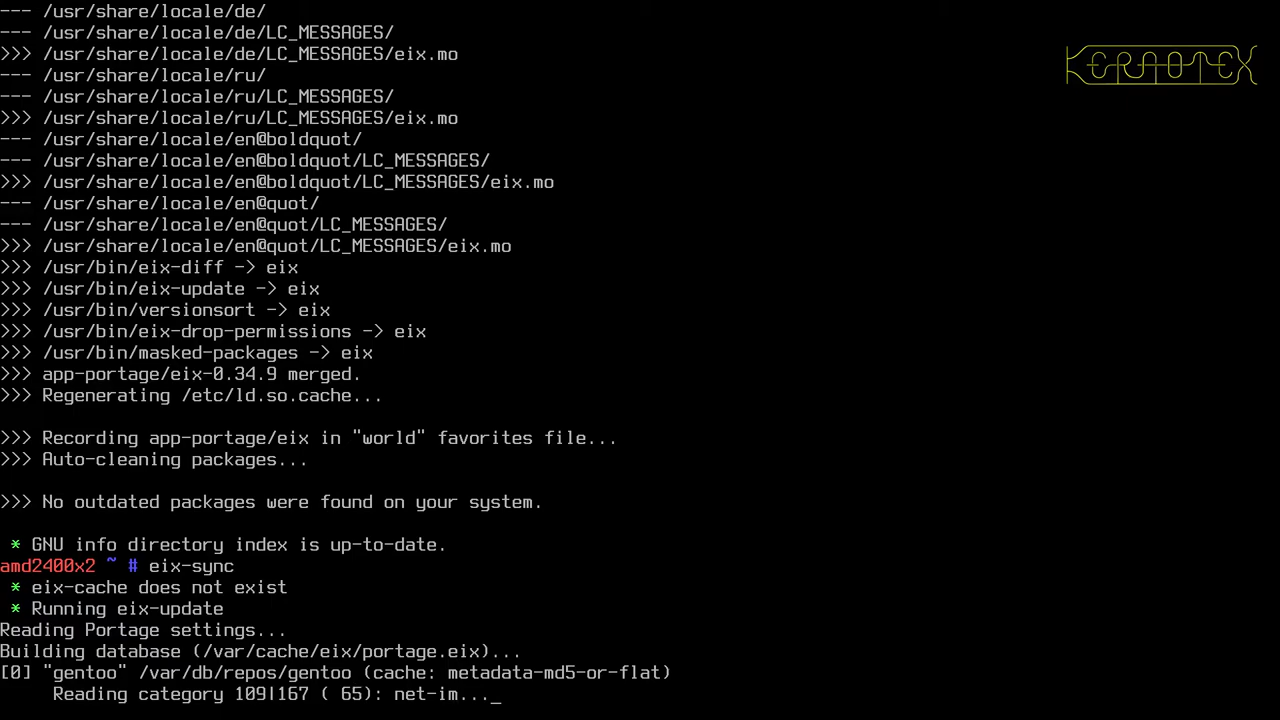 --- /usr/share/locale/de/
--- /usr/share/locale/de/LC_MESSAGES/
>>> /usr/share/locale/de/LC_MESSAGES/eix.mo
--- /usr/share/locale/ru/
--- /usr/share/locale/ru/LC_MESSAGES/
>>> /usr/share/locale/ru/LC_MESSAGES/eix.mo
--- /usr/share/locale/en@boldquot/
--- /usr/share/locale/en@boldquot/LC_MESSAGES/
>>> /usr/share/locale/en@boldquot/LC_MESSAGES/eix.mo
--- /usr/share/locale/en@quot/
--- /usr/share/locale/en@quot/LC_MESSAGES/
>>> /usr/share/locale/en@quot/LC_MESSAGES/eix.mo
>>> /usr/bin/eix-diff -> eix
>>> /usr/bin/eix-update -> eix
>>> /usr/bin/versionsort -> eix
>>> /usr/bin/eix-drop-permissions -> eix
>>> /usr/bin/masked-packages -> eix
>>> app-portage/eix-0.34.9 merged.
>>> Regenerating /etc/ld.so.cache...
>>> Recording app-portage/eix in "world" favorites file...
>>> Auto-cleaning packages...
>>> No outdated packages were found on your system.
* GNU info directory index is up-to-date.
amd2400x2 ~ # eix-sync
* eix-cache does not exist
* Running eix-update
Reading Portage settings...
Building database (/var/cache/eix/portage.eix)...
[0] "gentoo" /var/db/repos/gentoo (cache: metadata-md5-or-flat)
Reading category 109|167 ( 65): net-im..._
KERNOTEX